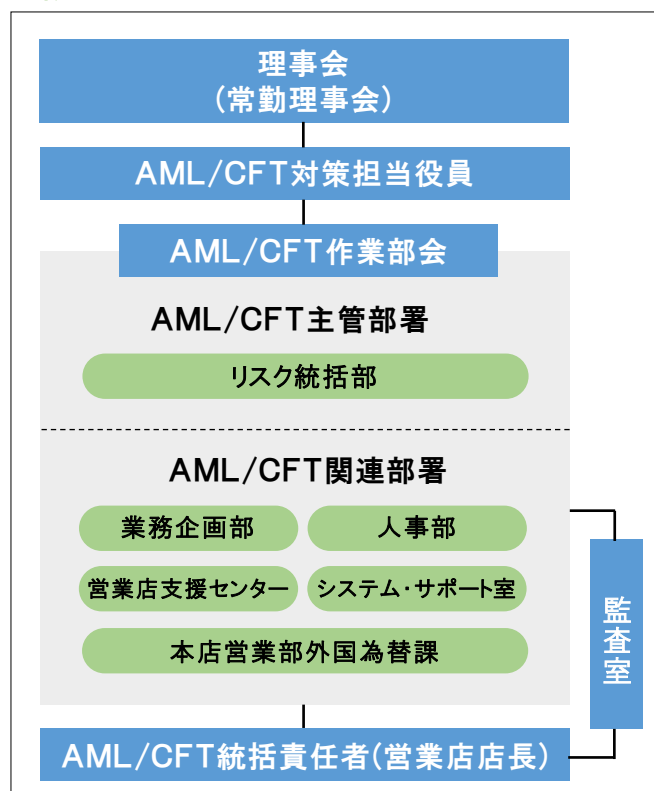 理事会
(常勤理事会)
AML/CFT対策担当役員
AML/CFT作業部会
AML/CFT主管部署
リスク統括部
AML/CFT関連部署
業務企画部
人事部
営業店支援センター
システム・サポート室
本店営業部外国為替課
監査室
AML/CFT統括責任者(営業店店長)